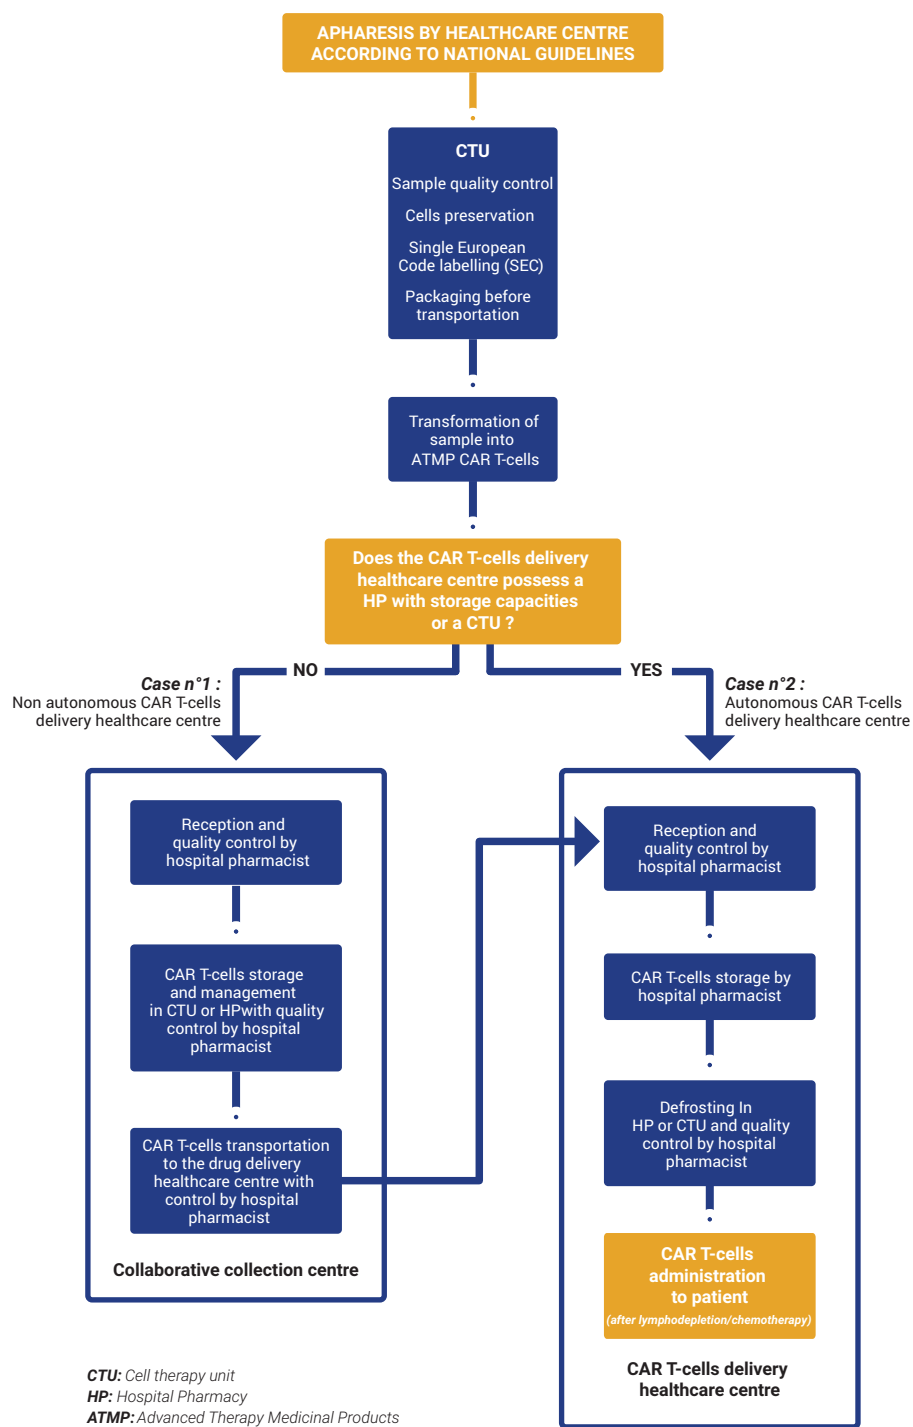 APHARESIS BY HEALTHCARE CENTRE
ACCORDING TO NATIONAL GUIDELINES
CTU
Sample quality control
Cells preservation
Single European
Code labelling (SEC)
Packaging before
transportation
Transformation of
sample into
ATMP CAR T-cells
Does the CAR T-cells delivery
healthcare centre possess a
HP with storage capacities
or a CTU ?
NO
YES
Case n°1 :
Non autonomous CAR T-cells
delivery healthcare centre
Case n°2 :
Autonomous CAR T-cells
delivery healthcare centre
Reception and
quality control by
hospital pharmacist
CAR T-cells storage
and management
in CTU or HPwith quality
control by hospital
pharmacist
CAR T-cells transportation
to the drug delivery
healthcare centre with
control by hospital
pharmacist
Collaborative collection centre
Reception and
quality control by
hospital pharmacist
CAR T-cells storage by
hospital pharmacist
Defrosting In
HP or CTU and quality
control by hospital
pharmacist
CAR T-cells
administration
to patient
(after lymphodepletion/chemotherapy)
CAR T-cells delivery
healthcare centre
CTU: Cell therapy unit
HP: Hospital Pharmacy
ATMP: Advanced Therapy Medicinal Products